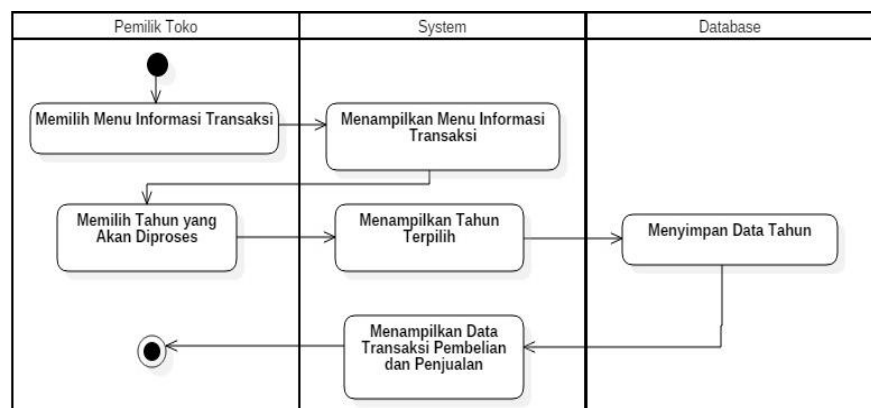 Pemilik Toko
System
Database
Memilih Menu Informasi Transaksi
Menampilkan Menu Informasi
Transaksi
Memilih Tahun yang
Akan Diproses
Menampilkan Tahun
Terpilih
Menyimpan Data Tahun
Menampilkan Data
Transaksi Pembelian
dan Penjualan